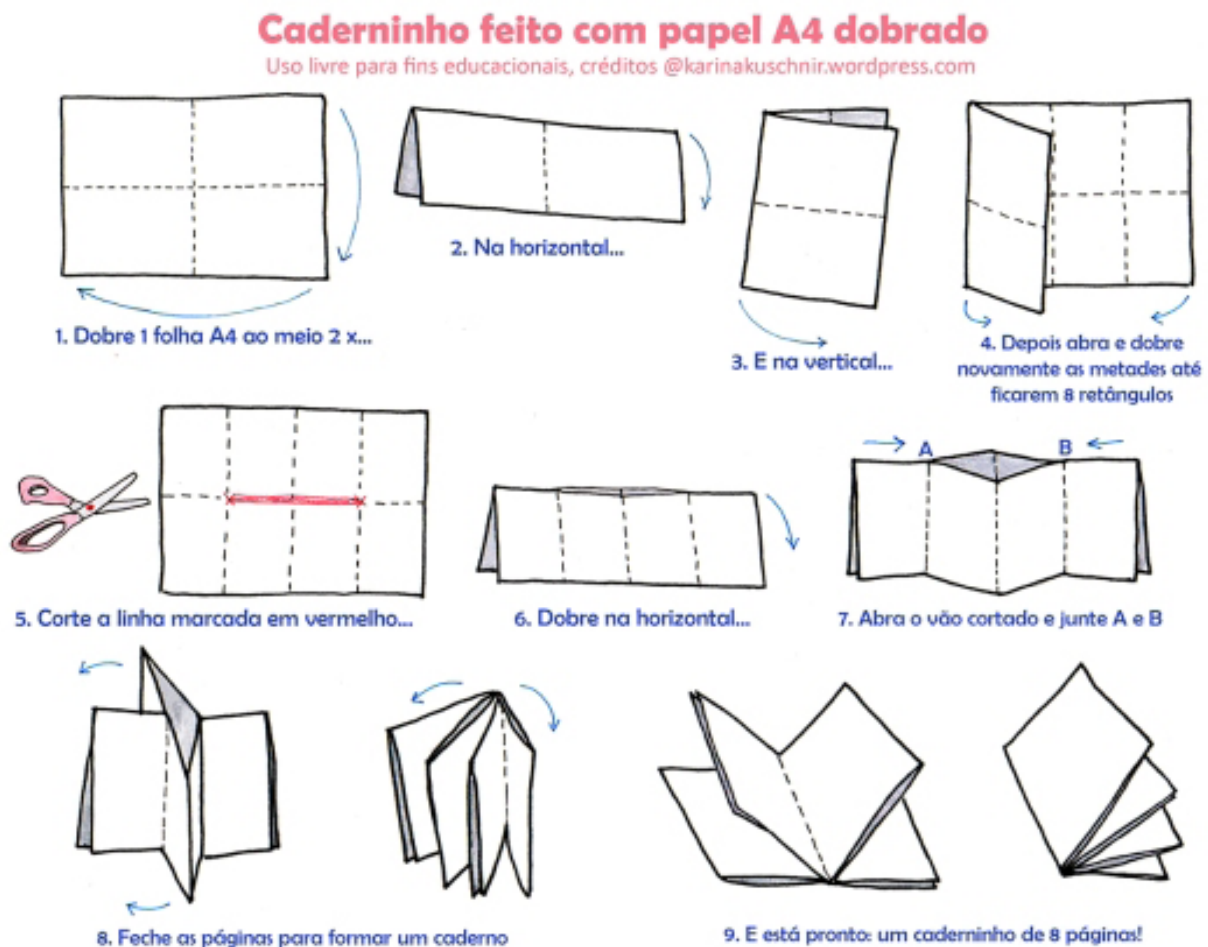 Caderninho feito com papel A4 dobrado
Uso livre para fins educacionais, créditos @karinakuschnir.wordpress.com
1. Dobre 1 folha A4 ao meio 2 x...
2. Na horizontal...
3. E na vertical...
4. Depois abra e dobre
novamente as metades até
ficarem 8 retângulos
5. Corte a linha marcada em vermelho...
6. Dobre na horizontal...
A
B
7. Abra o vão cortado e junte A e B
8. Feche as páginas para formar um caderno
9. E está pronto: um caderninho de 8 páginas!